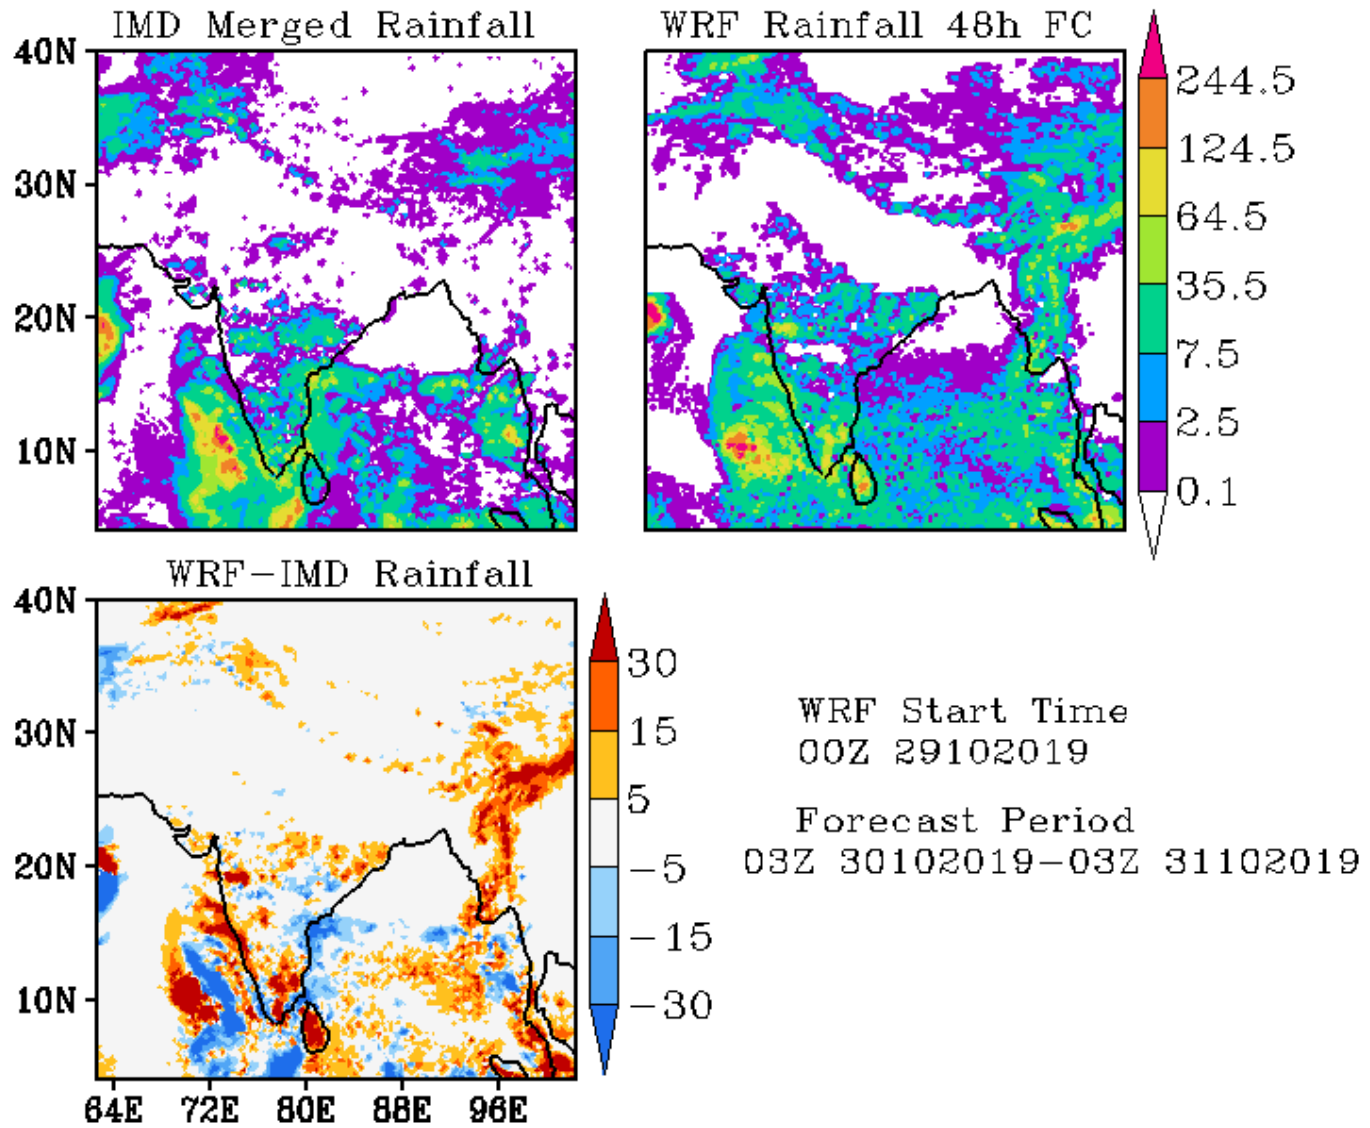 IMD Merged Rainfall
WRF Rainfall 48h FC
40N
30N
20N
10N
244.5
124.5
64.5
35.5
7.5
2.5
0.1
WRF-IMD Rainfall
40N
30N
20N
10N
64E 72E 80E 88E 96E
30
15
5
-5
-15
-30
WRF Start Time
00Z 29102019
Forecast Period
03Z 30102019-03Z 31102019